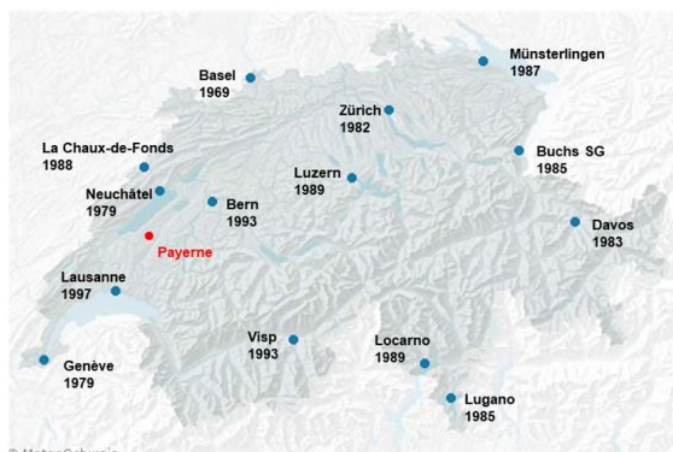 Münsterlingen
1987
Basel
1969
Zürich
1982
La Chaux-de-Fonds
1988
Buchs SG
1985
Luzern
1989
Neuchâtel
1979
Bern
1993
Davos
1983
Payerne
Lausanne
1997
Visp
1993
Locarno
1989
Genève
1979
Lugano
1985